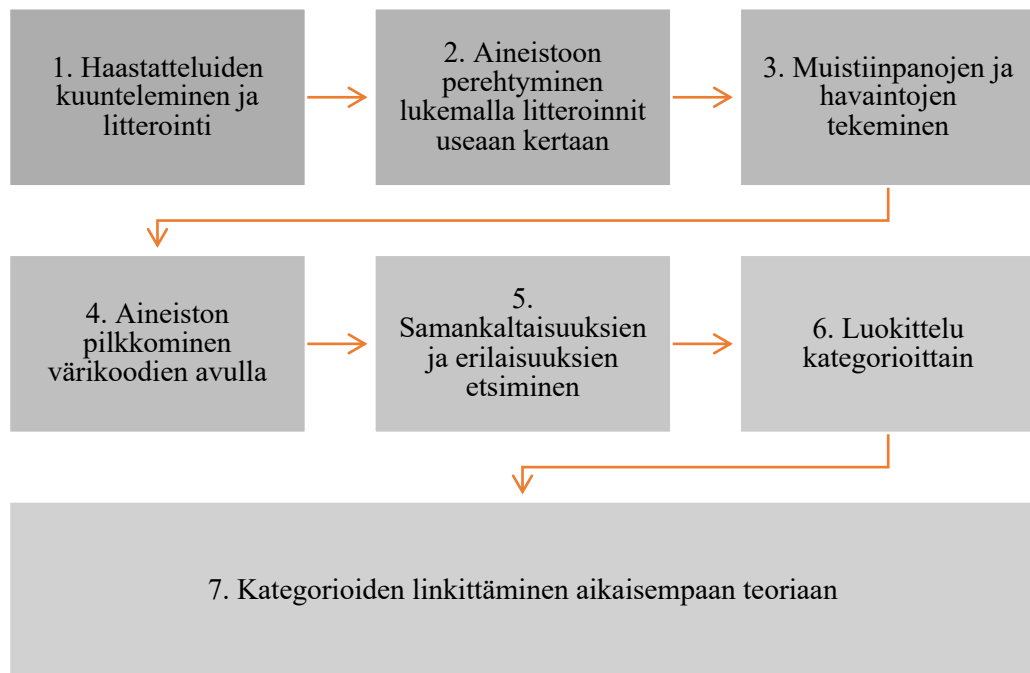 1. Haastatteluiden
kuunteleminen ja
litterointi
2. Aineistoon
perehtyminen
lukemalla litteroinnit
useaan kertaan
3. Muistiinpanojen ja
havaintojen
tekeminen
4. Aineiston
pilkkominen
värikoodien avulla
5.
Samankaltaisuuksien
ja erilaisuuksien
etsiminen
6. Luokittelu
kategorioittain
7. Kategorioiden linkittäminen aikaisempaan teoriaan